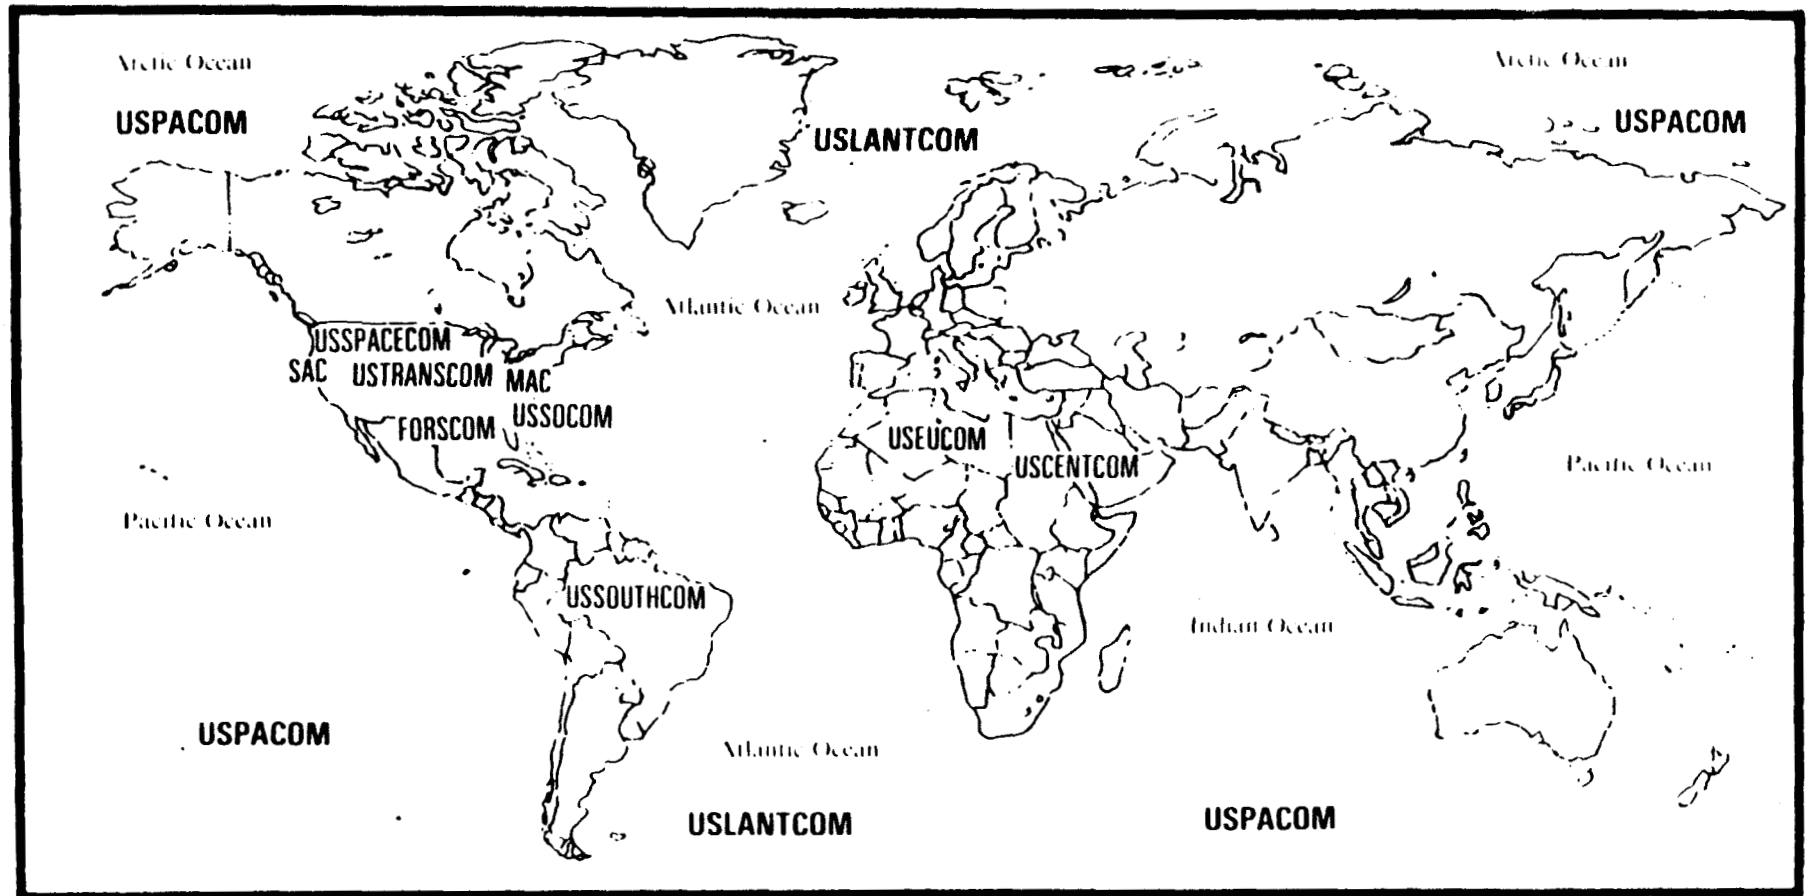 Arctic Ocean
Arctic Ocean
USPACOM
USLANTCOM
USPACOM
Atlantic Ocean
USSPACECOM
SAC USTRANSCOM MAC
USSOCOM
FORSCOM
USEUCOM
USCENTCOM
Pacific Ocean
Pacific Ocean
USSOUTHCOM
Indian Ocean
USPACOM
Atlantic Ocean
USLANTCOM
USPACOM